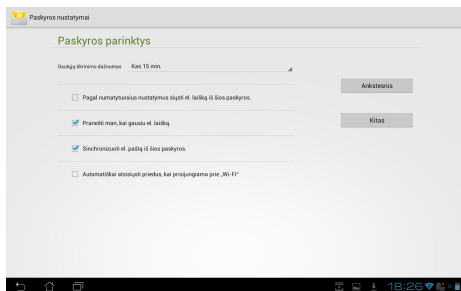 Paskyros nustatymai
Paskyros parinktys
Gautųjų tikrinimo dažnumas Kas 15 min.
Ankstesnis
Pagal numatytuosius nustatymus siųsti el. laišką iš šios paskyros.
Pranešti man, kai gausiu el. laišką.
Kitas
Sinchronizuoti el. paštą iš šios paskyros.
Automatiškai atsisiųsti priedus, kai prisijungiama prie „Wi-Fi“
18:26